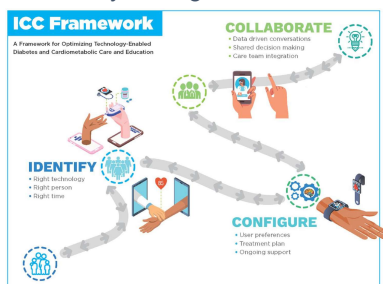 ICC Framework
A Framework for Optimizing Technology-Enabled
Diabetes and Cardiometabolic Care and Education
COLLABORATE
• Data driven conversations
• Shared decision making
• Care team integration
IDENTIFY
• Right technology
• Right person
• Right time
CONFIGURE
• User preferences
• Treatment plan
• Ongoing support